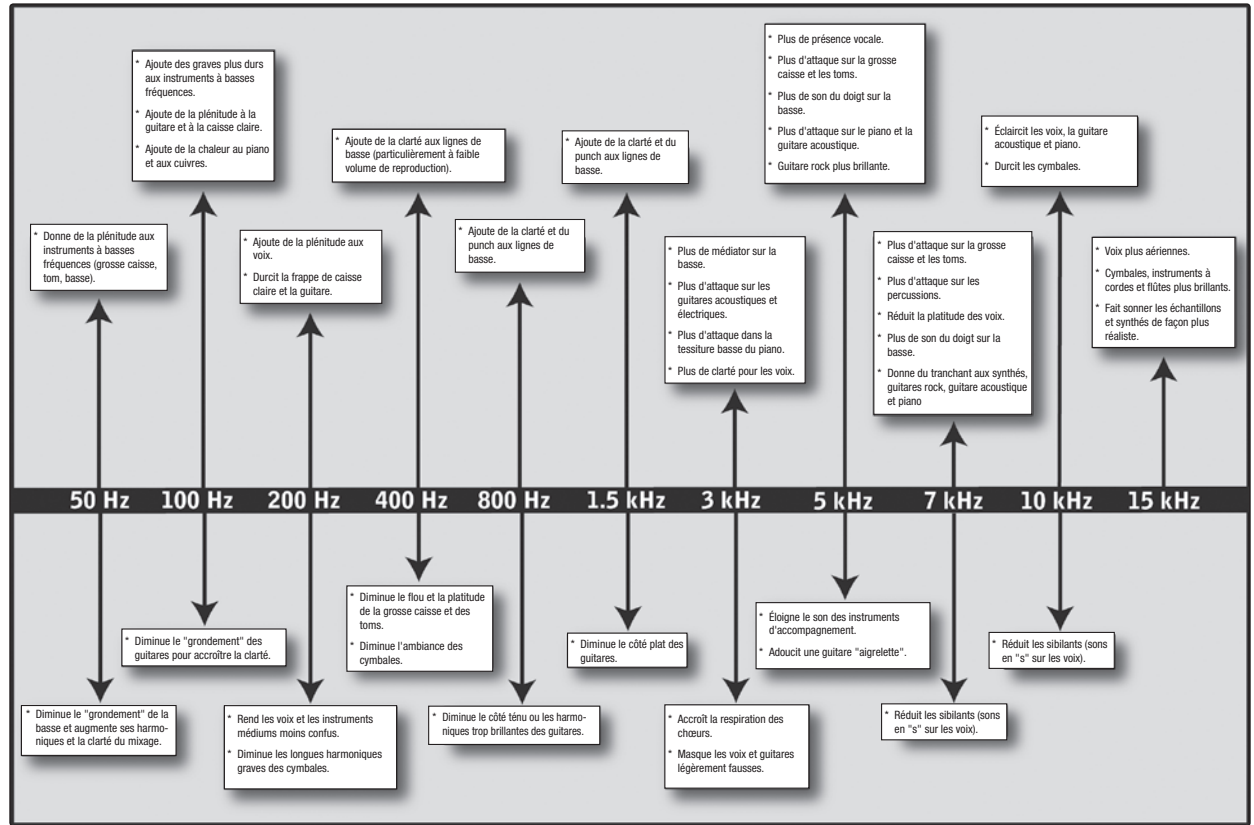 * Ajoute des graves plus durs
aux instruments à basses
fréquences.
* Ajoute de la plénitude à la
guitare et à la caisse claire.
* Ajoute de la chaleur au piano
et aux cuivres.
* Plus de présence vocale.
* Plus d'attaque sur la grosse
caisse et les toms.
* Plus de son du doigt sur la
basse.
* Plus d'attaque sur le piano et la
guitare acoustique.
* Guitare rock plus brillante.
* Ajoute de la clarté aux lignes de
basse (particulièrement à faible
volume de reproduction).
* Ajoute de la clarté et du
punch aux lignes de
basse.
* Éclaircit les voix, la guitare
acoustique et piano.
* Durcit les cymbales.
* Donne de la plénitude aux
instruments à basses
fréquences (grosse caisse,
tom, basse).
* Ajoute de la plénitude aux
voix.
* Durcit la frappe de caisse
claire et la guitare.
* Ajoute de la clarté et du
punch aux lignes de
basse.
* Plus de médiator sur la
basse.
* Plus d'attaque sur les
guitares acoustiques et
électriques.
* Plus d'attaque dans la
tessiture basse du piano.
* Plus de clarté pour les voix.
* Plus d'attaque sur la grosse
caisse et les toms.
* Plus d'attaque sur les
percussions.
* Réduit la platitude des voix.
* Plus de son du doigt sur la
basse.
* Donne du tranchant aux synthés,
guitares rock, guitare acoustique
et piano
* Voix plus aériennes.
* Cymbales, instruments à
cordes et flûtes plus brillants.
* Fait sonner les échantillons
et synthés de façon plus
réaliste.
50 Hz 100 Hz 200 Hz 400 Hz 800 Hz 1.5 kHz 3 kHz 5 kHz 7 kHz 10 kHz 15 kHz
* Diminue le "grondement" des
guitares pour accroître la clarté.
* Diminue le flou et la platitude
de la grosse caisse et des
toms.
* Diminue l'ambiance des
cymbales.
* Diminue le côté plat des
guitares.
* Éloigne le son des instruments
d'accompagnement.
* Adoucit une guitare "aigrelette".
* Réduit les sibilants (sons
en "s" sur les voix).
* Diminue le "grondement" de la
basse et augmente ses harmo-
niques et la clarté du mixage.
* Rend les voix et les instruments
médiums moins confus.
* Diminue les longues harmoniques
graves des cymbales.
* Diminue le côté ténu ou les harmo-
niques trop brillantes des guitares.
* Accroît la respiration des
chœurs.
* Masque les voix et guitares
légèrement fausses.
* Réduit les sibilants (sons
en "s" sur les voix).